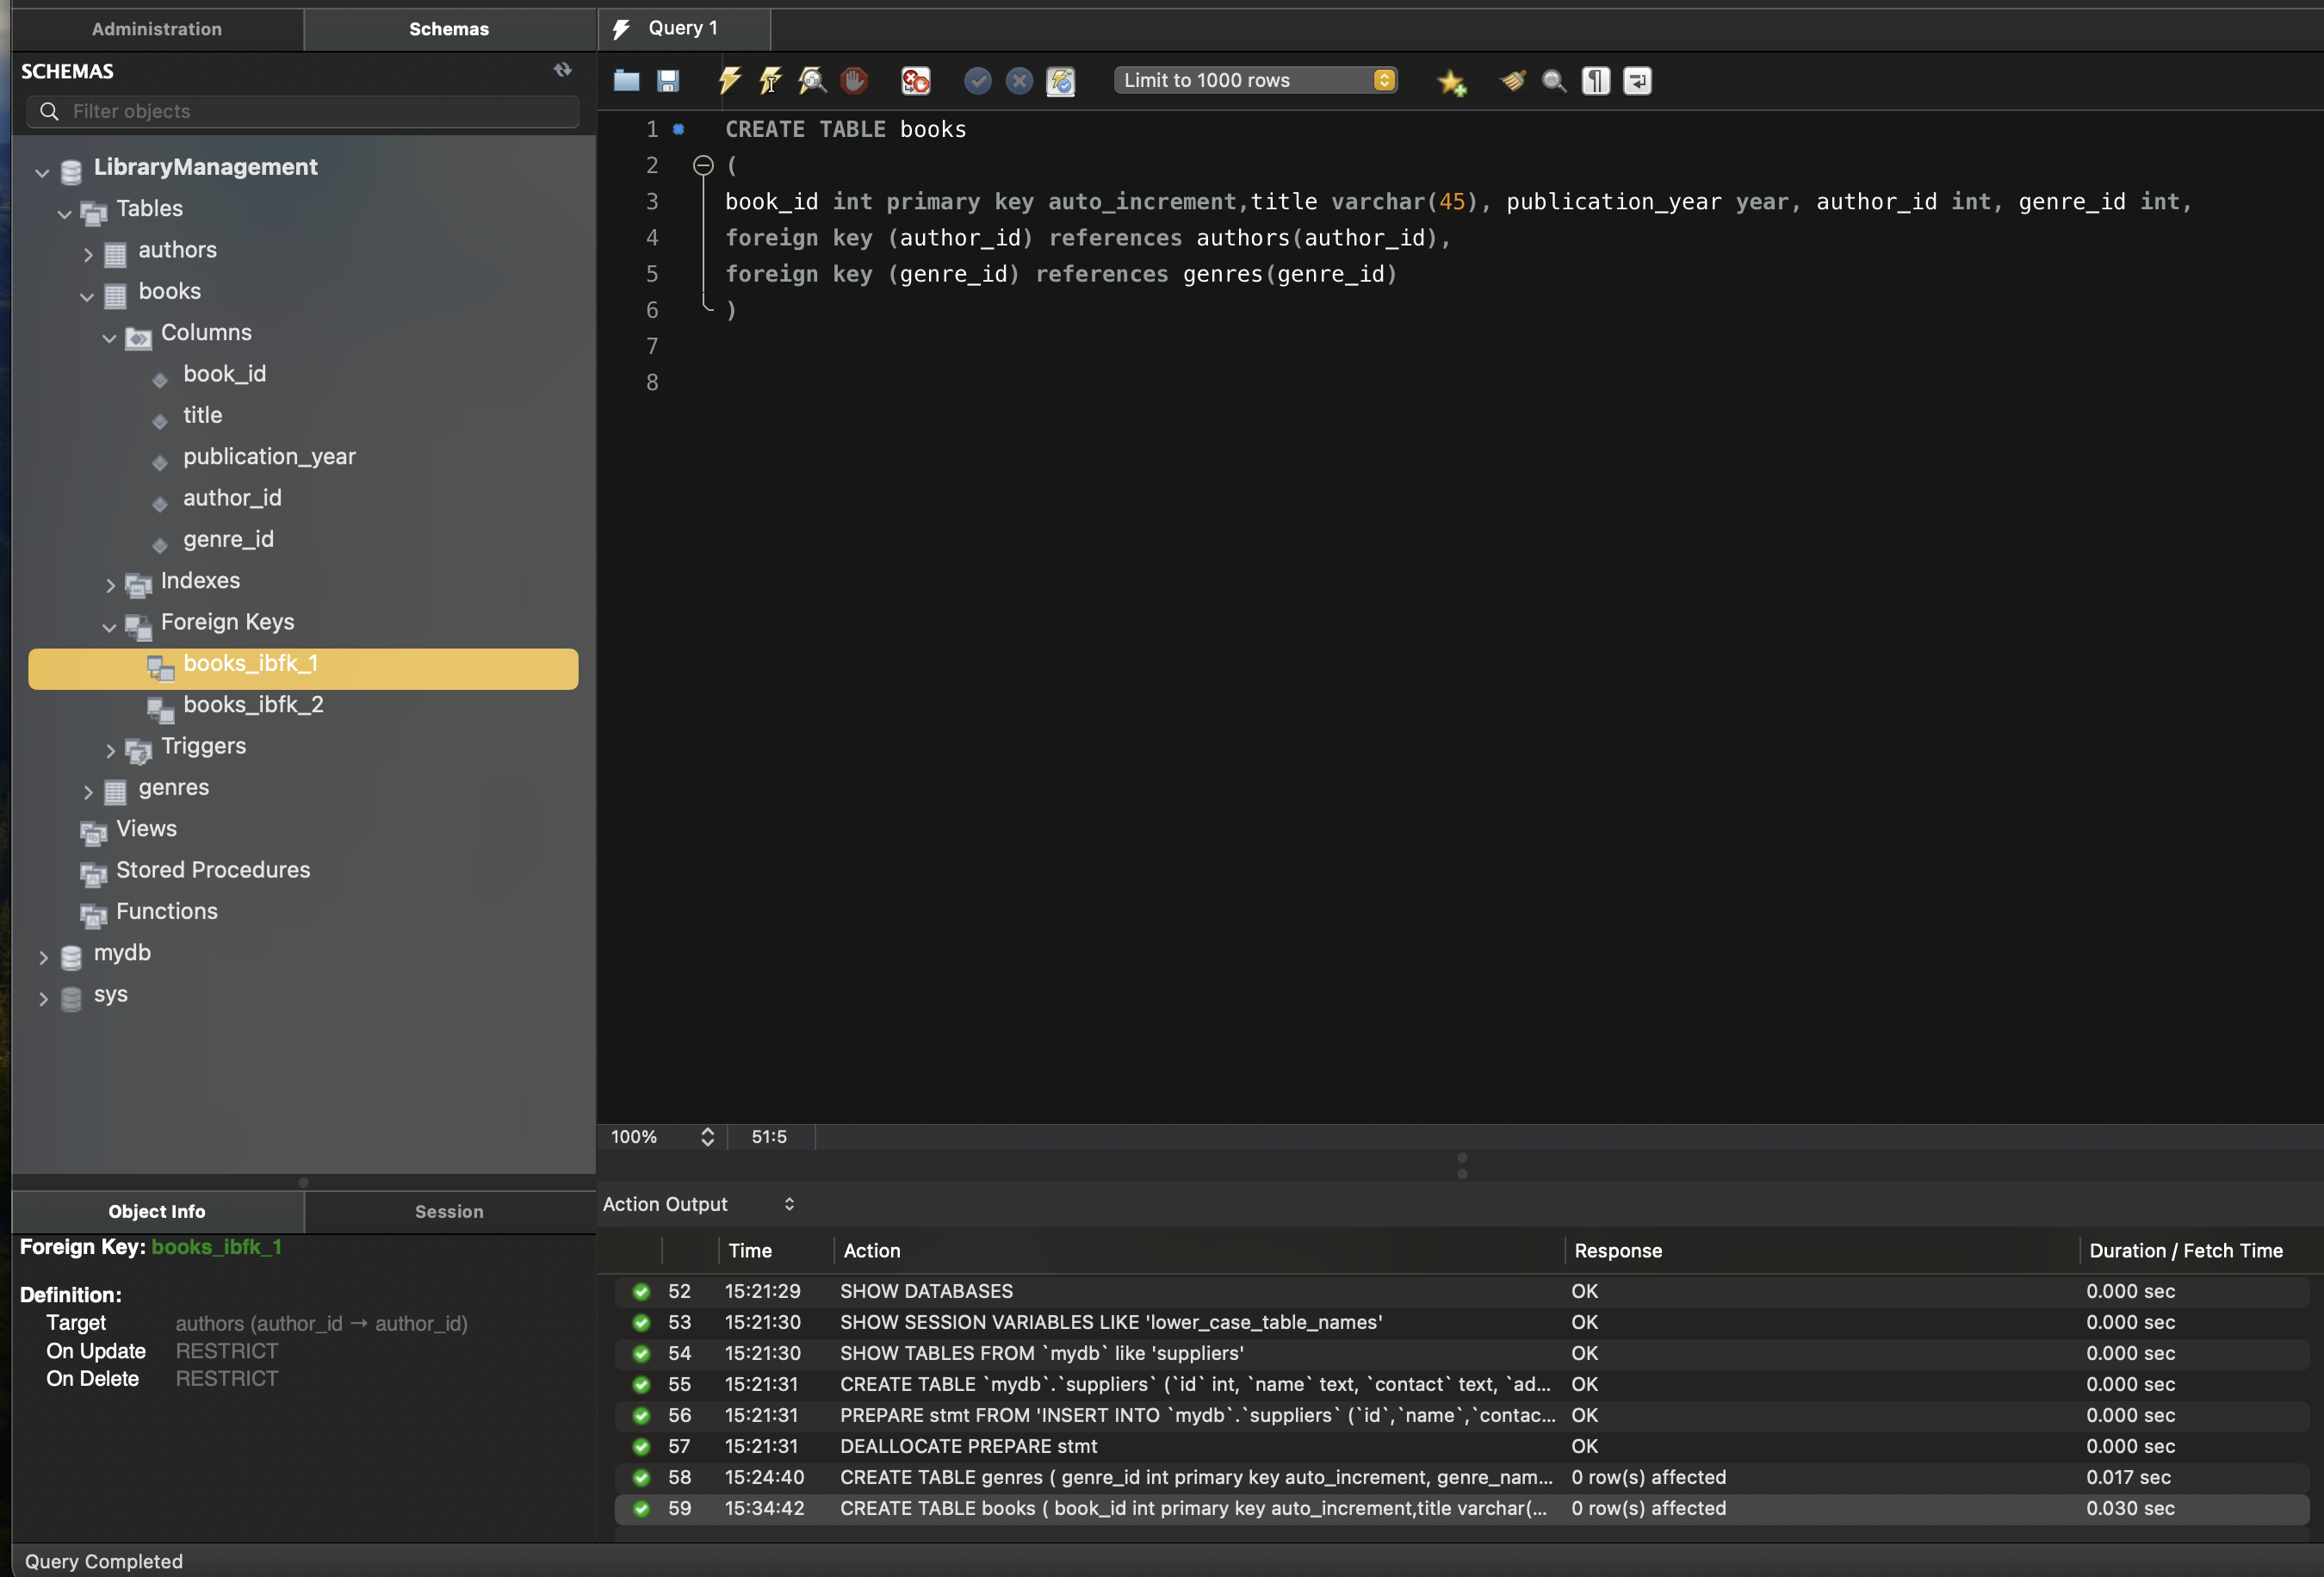 Administration
Schemas
SCHEMAS
Filter objects
LibraryManagement
Tables
authors
books
Columns
book_id
title
publication_year
author_id
genre_id
Indexes
Foreign Keys
books_ibfk_1
books_ibfk_2
Triggers
genres
Views
Stored Procedures
Functions
mydb
sys
Object Info
Session
Foreign Key: books_ibfk_1
Definition:
Target authors (author_id → author_id)
On Update RESTRICT
On Delete RESTRICT
Query Completed
Query 1
Limit to 1000 rows
1 CREATE TABLE books
2 (
3 book_id int primary key auto_increment,title varchar(45), publication_year year, author_id int, genre_id int,
4 foreign key (author_id) references authors(author_id),
5 foreign key (genre_id) references genres(genre_id)
6 )
7
8
100% 51:5
Action Output
Time Action Response Duration / Fetch Time
52 15:21:29 SHOW DATABASES OK 0.000 sec
53 15:21:30 SHOW SESSION VARIABLES LIKE 'lower_case_table_names' OK 0.000 sec
54 15:21:30 SHOW TABLES FROM `mydb` like 'suppliers' OK 0.000 sec
55 15:21:31 CREATE TABLE `mydb`.`suppliers` (`id` int, `name` text, `contact` text, `ad... OK 0.000 sec
56 15:21:31 PREPARE stmt FROM 'INSERT INTO `mydb`.`suppliers` (`id`,`name`,`contac... OK 0.000 sec
57 15:21:31 DEALLOCATE PREPARE stmt OK 0.000 sec
58 15:24:40 CREATE TABLE genres ( genre_id int primary key auto_increment, genre_nam... 0 row(s) affected 0.017 sec
59 15:34:42 CREATE TABLE books ( book_id int primary key auto_increment,title varchar(... 0 row(s) affected 0.030 sec